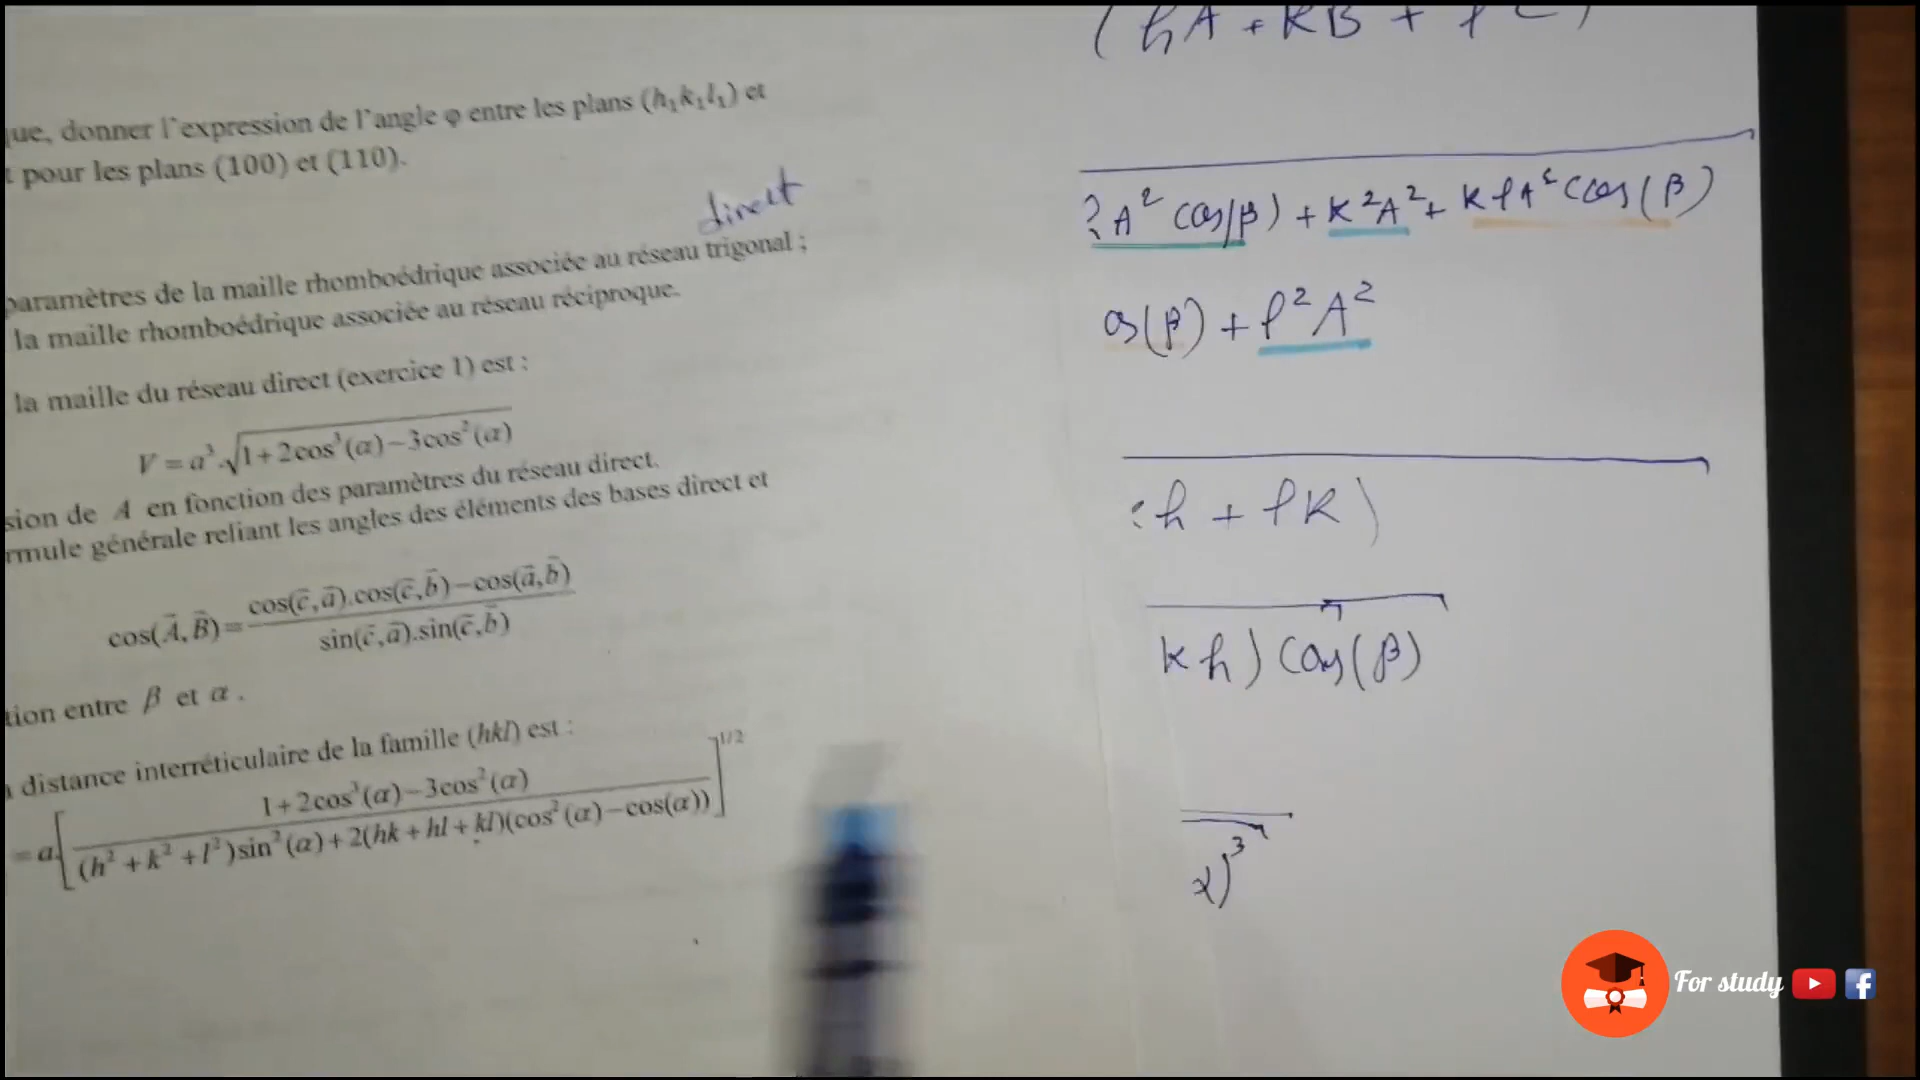 que, donner l'expression de l'angle φ entre les plans (h₁k₁l₁) et
t pour les plans (100) et (110).
direct
paramètres de la maille rhomboédrique associée au réseau trigonal ;
la maille rhomboédrique associée au réseau réciproque.
la maille du réseau direct (exercice 1) est :
V = a³.√(1+2cos³(α)−3cos²(α))
sion de A en fonction des paramètres du réseau direct.
rmule générale reliant les angles des éléments des bases direct et
cos(A⃗,B⃗)= cos(c⃗,a⃗).cos(c⃗,b⃗)−cos(a⃗,b⃗)
sin(c⃗,a⃗).sin(c⃗,b⃗)
tion entre β et α .
distance interréticulaire de la famille (hkl) est :
1+2cos³(α)−3cos²(α)
= a.[ (h² + k² + l²)sin²(α)+2(hk+hl+kl)(cos²(α)−cos(α)) ]^1/2
(hA + KB + lC)
A² cos(β) + K²A² + KlA² cos(β)
os(β) + l²A²
h + lK)
Kh) Cos(β)
)³
For study